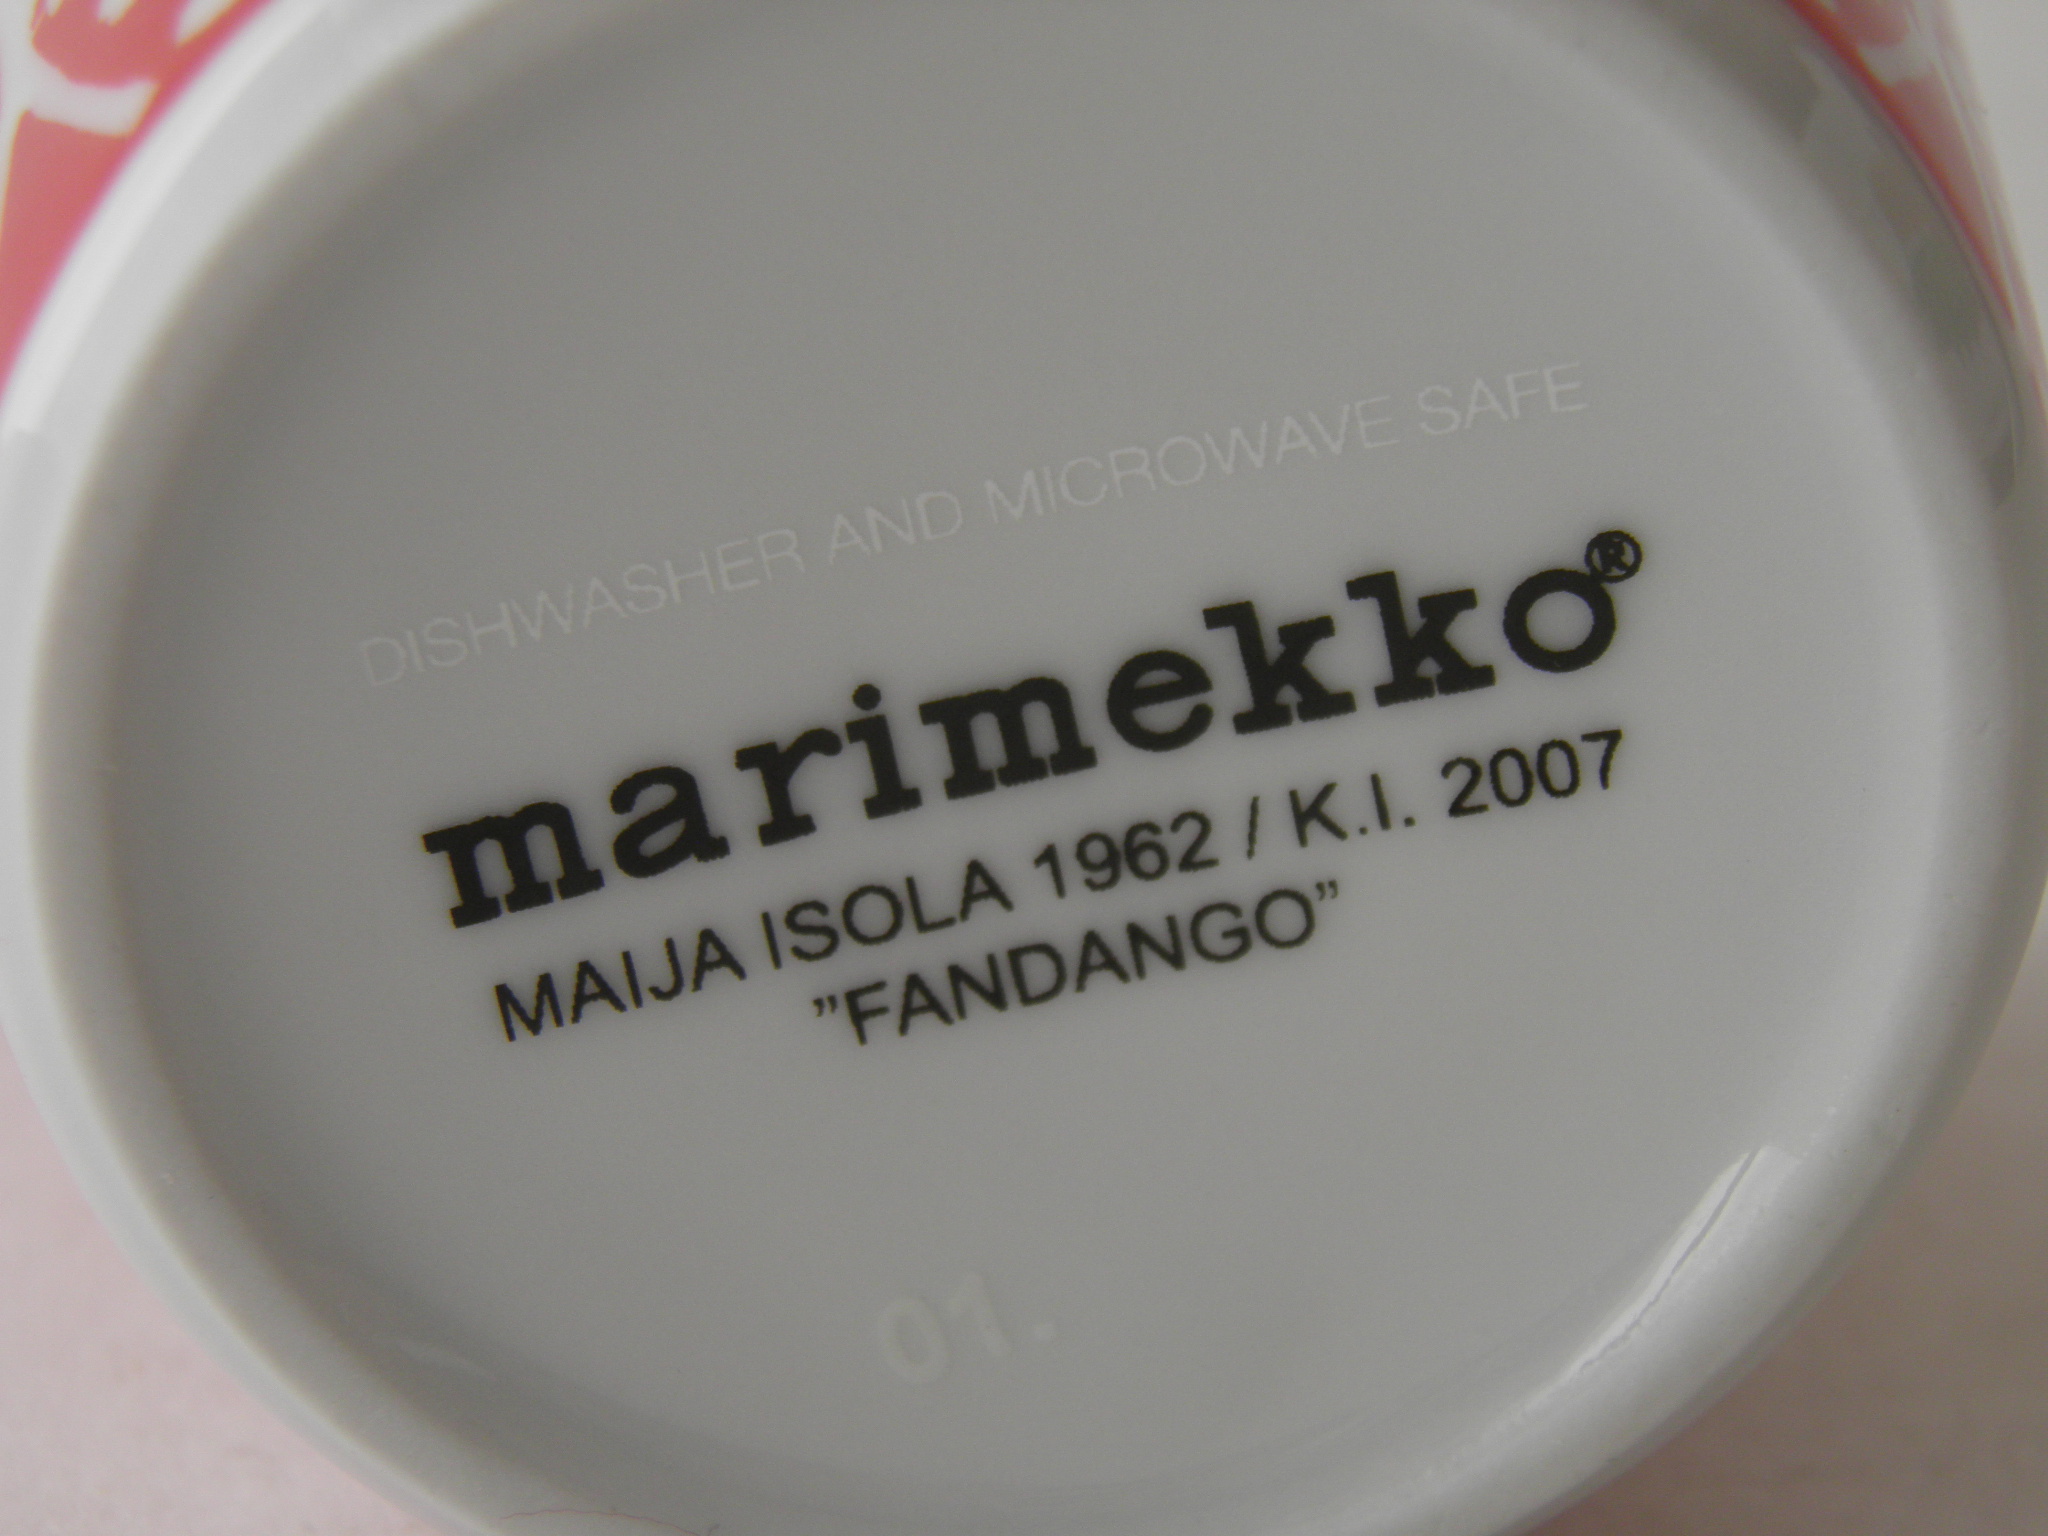 DISHWASHER AND MICROWAVE SAFE
marimekko®
MAIJA ISOLA 1962 / K.I. 2007
”FANDANGO”
01.